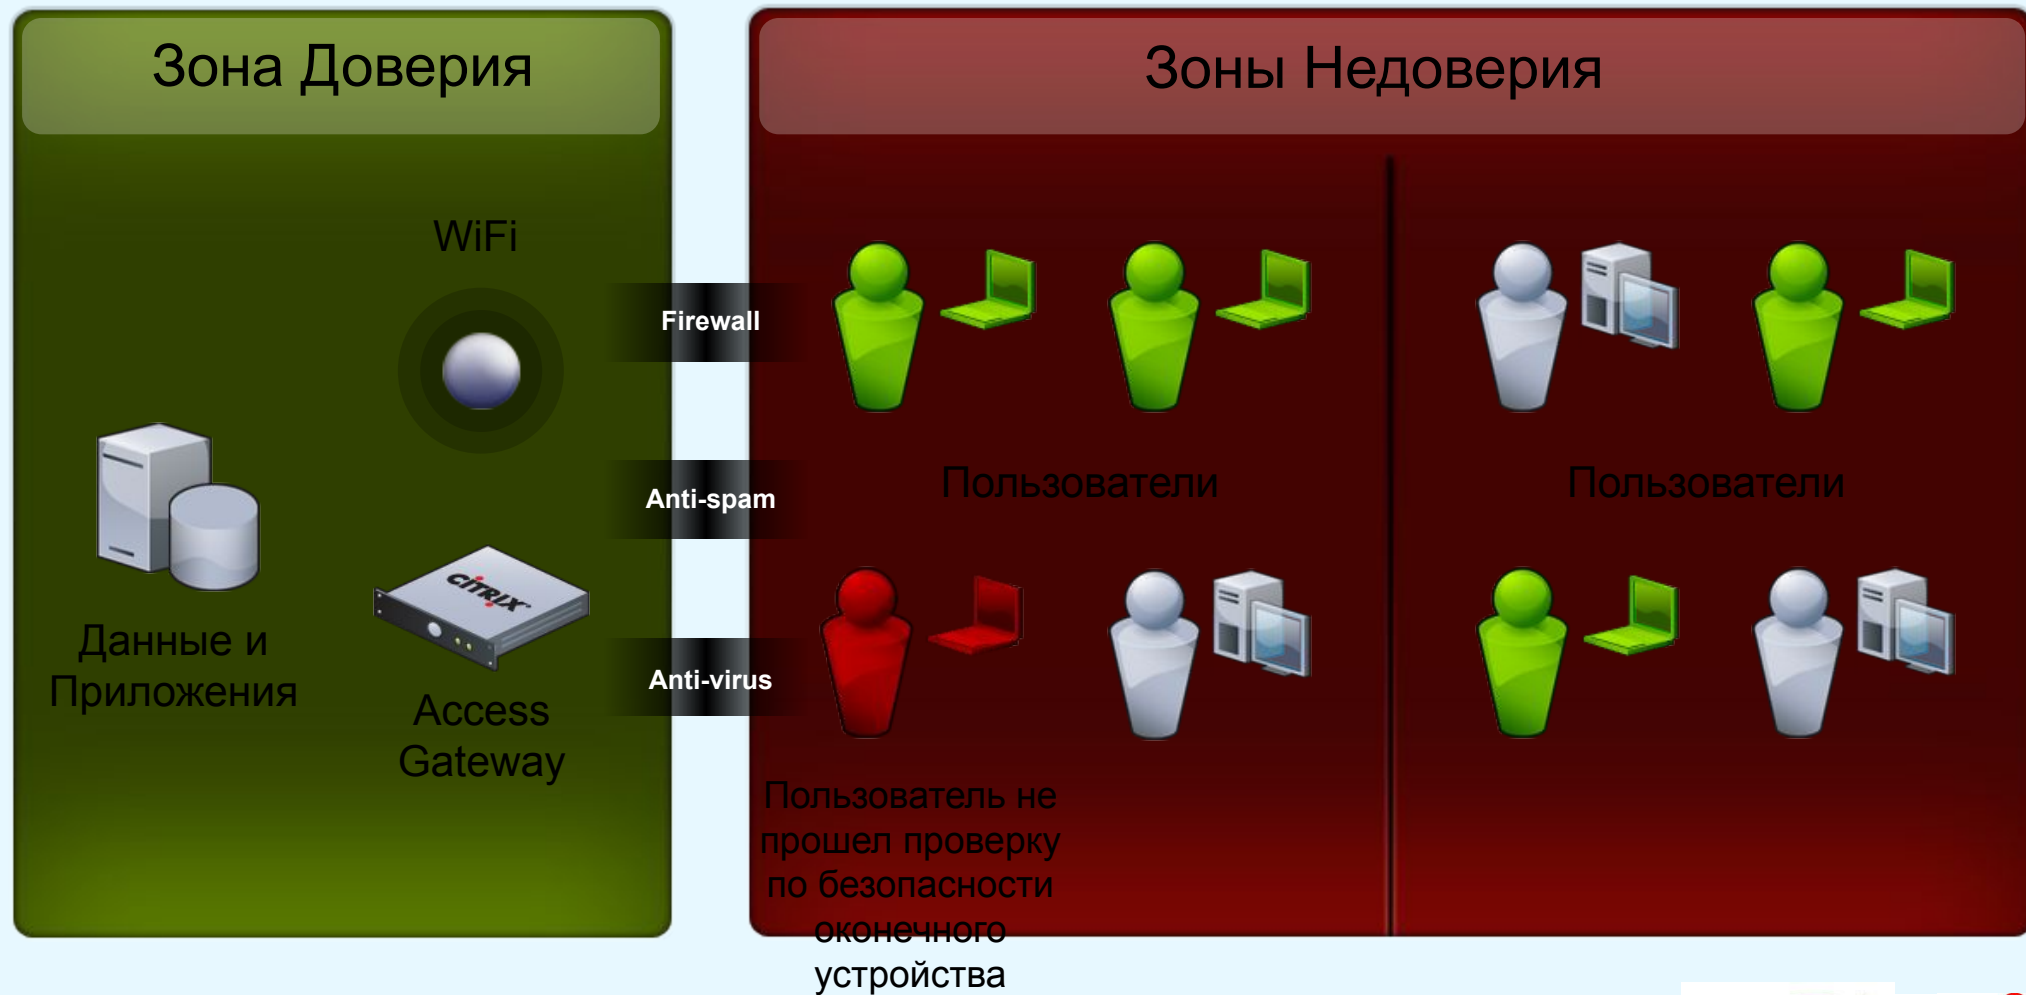 Зона Доверия
Зоны Недоверия
WiFi
Firewall
Anti-spam
Anti-virus
Данные и
Приложения
CITRIX
Access
Gateway
Пользователи
Пользователи
Пользователь не
прошел проверку
по безопасности
оконечного
устройства